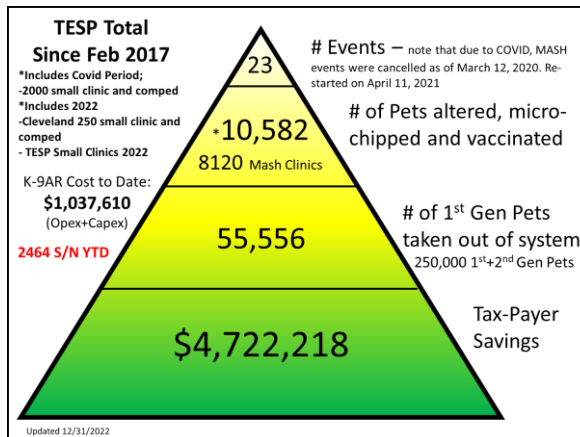 TESP Total
Since Feb 2017
*Includes Covid Period;
-2000 small clinic and comped
*Includes 2022
-Cleveland 250 small clinic and
comped
- TESP Small Clinics 2022
K-9AR Cost to Date:
$1,037,610
(Opex+Capex)
2464 S/N YTD
23
# Events – note that due to COVID, MASH
events were cancelled as of March 12, 2020. Re-
started on April 11, 2021
*10,582
8120 Mash Clinics
# of Pets altered, micro-
chipped and vaccinated
55,556
# of 1st Gen Pets
taken out of system
250,000 1st+2nd Gen Pets
$4,722,218
Tax-Payer
Savings
Updated 12/31/2022